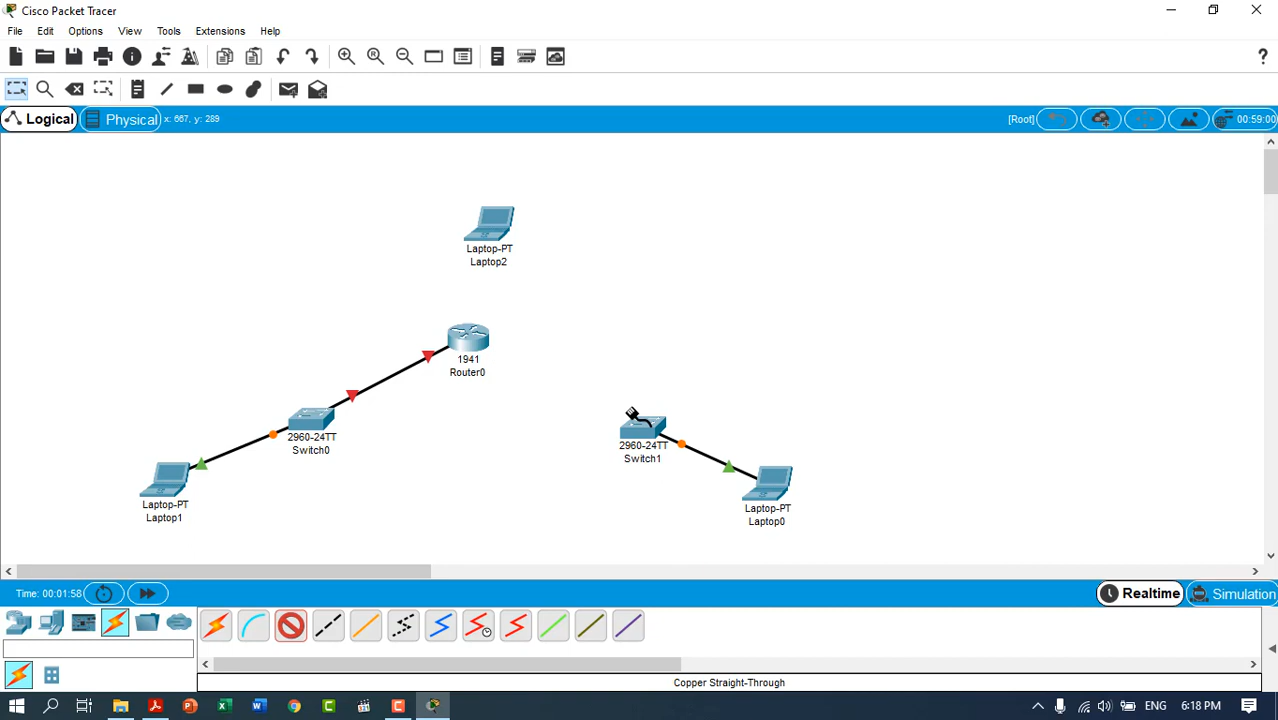 Cisco Packet Tracer
File Edit Options View Tools Extensions Help
Logical Physical x: 667, y: 289 [Root] 00:59:00
Laptop-PT
Laptop2
1941
Router0
2960-24TT
Switch0
2960-24TT
Switch1
Laptop-PT
Laptop1
Laptop-PT
Laptop0
Time: 00:01:58 Realtime Simulation
Copper Straight-Through
ENG 6:18 PM